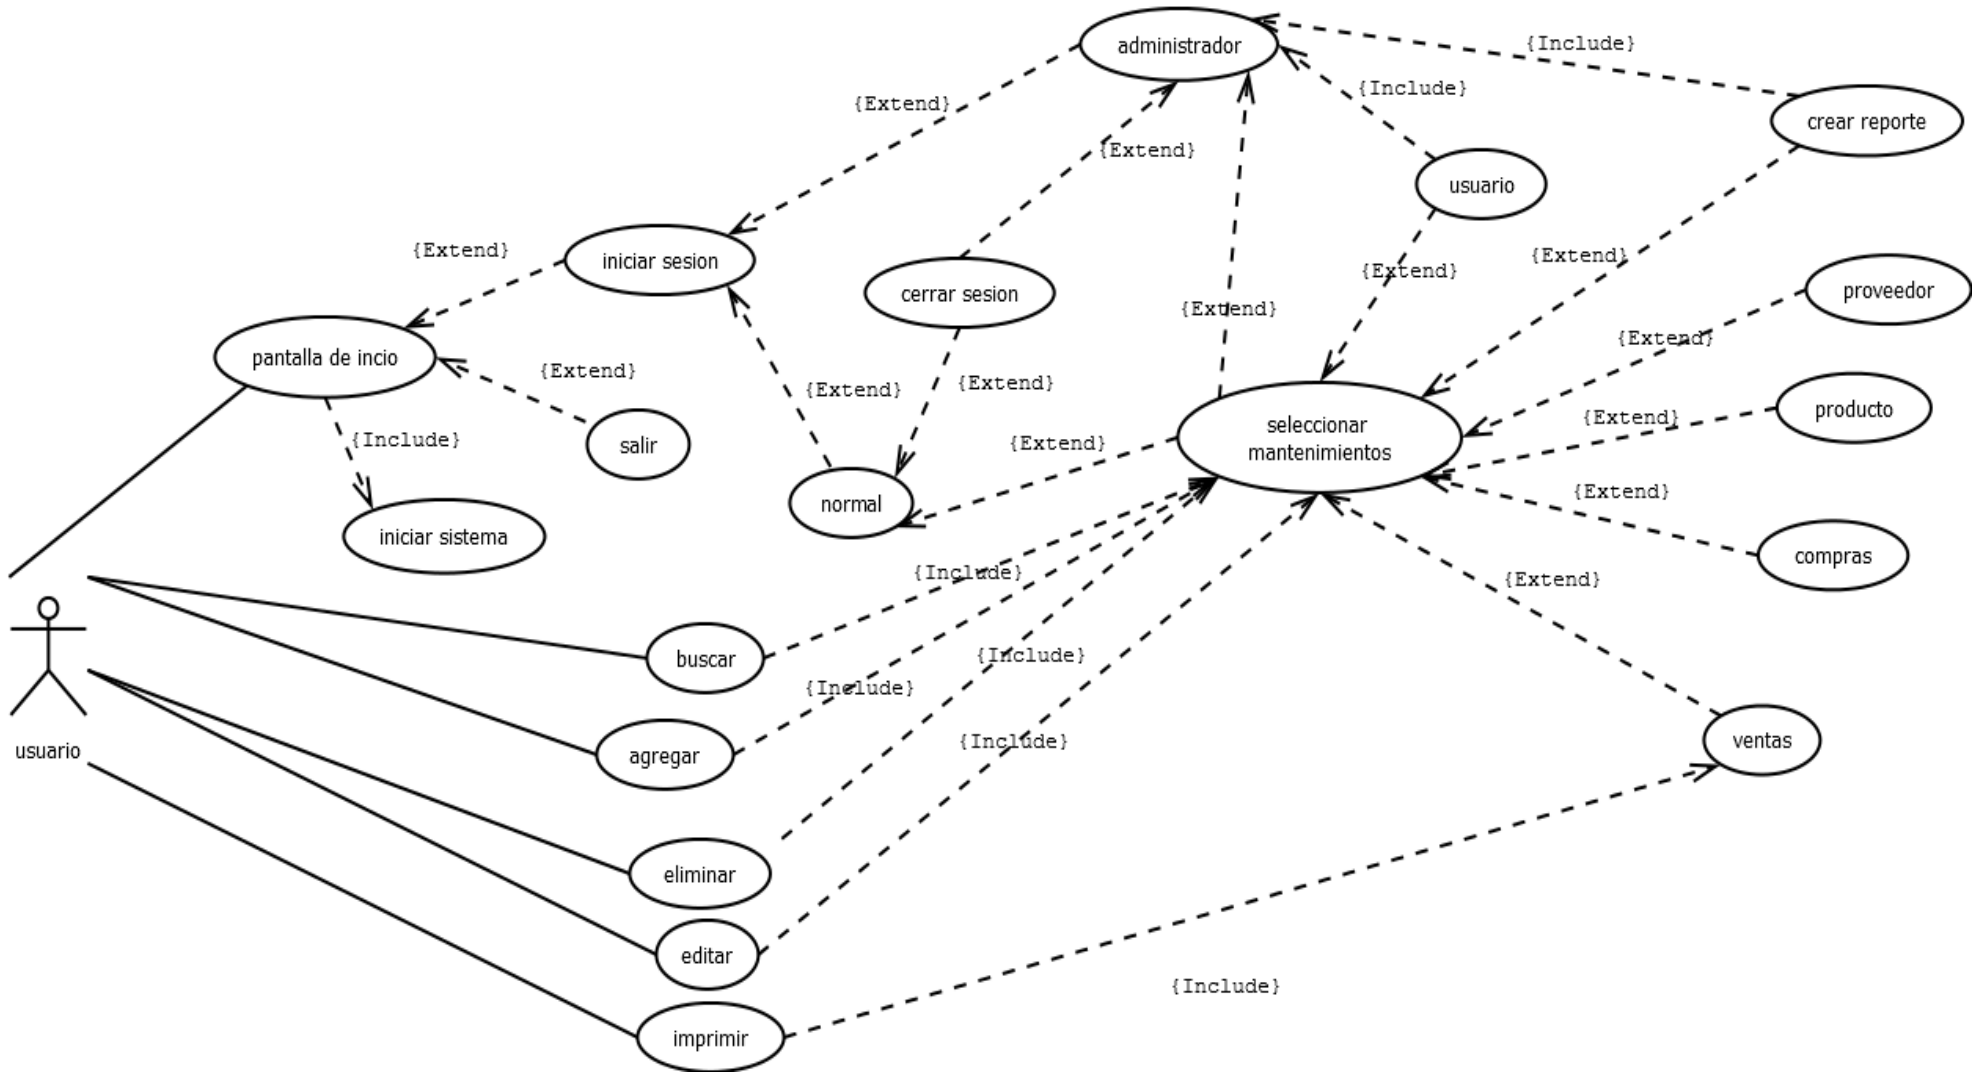 administrador
{Include}
{Extend}
{Include}
crear reporte
{Extend}
usuario
{Extend}
iniciar sesion
{Extend}
{Extend}
cerrar sesion
proveedor
{Extend}
{Extend}
pantalla de incio
{Extend}
{Extend}
{Extend}
{Extend}
producto
{Extend}
seleccionar
mantenimientos
{Include}
salir
{Extend}
{Extend}
normal
iniciar sistema
compras
{Include}
{Extend}
buscar
{Include}
{Include}
agregar
{Include}
ventas
usuario
eliminar
editar
{Include}
imprimir